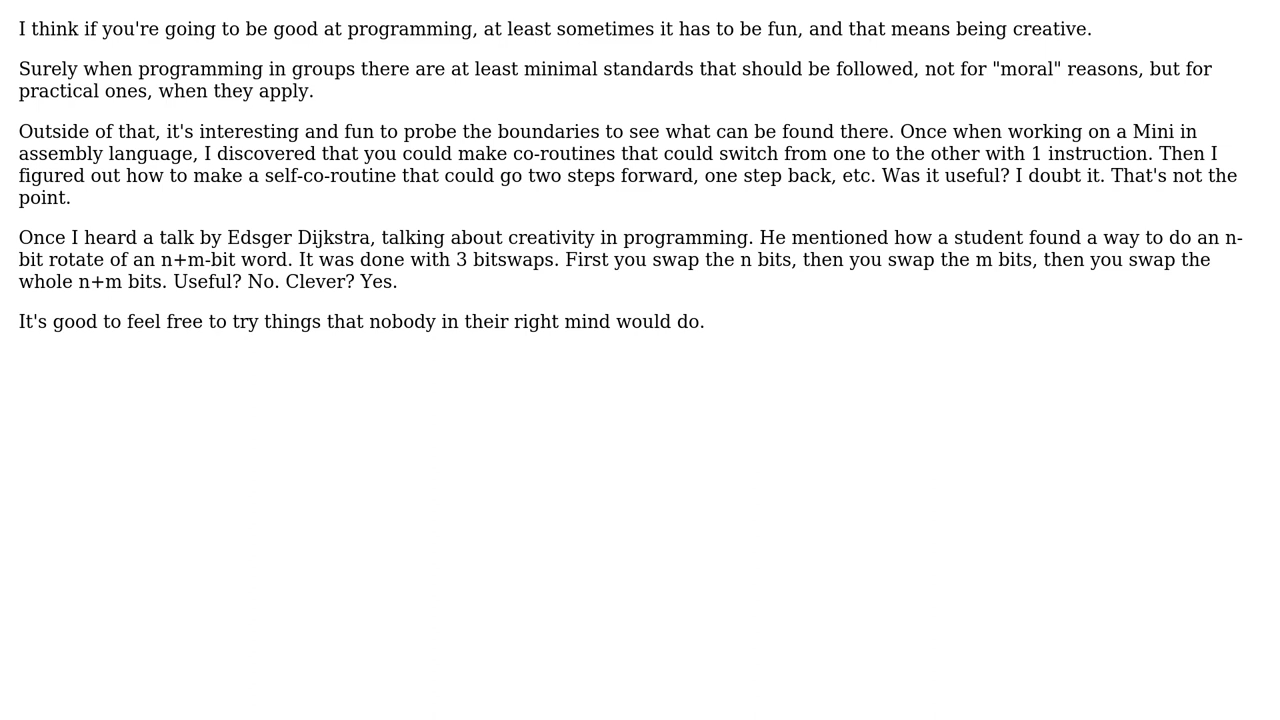 I think if you're going to be good at programming, at least sometimes it has to be fun, and that means being creative.
Surely when programming in groups there are at least minimal standards that should be followed, not for "moral" reasons, but for
practical ones, when they apply.
Outside of that, it's interesting and fun to probe the boundaries to see what can be found there. Once when working on a Mini in
assembly language, I discovered that you could make co-routines that could switch from one to the other with 1 instruction. Then I
figured out how to make a self-co-routine that could go two steps forward, one step back, etc. Was it useful? I doubt it. That's not the
point.
Once I heard a talk by Edsger Dijkstra, talking about creativity in programming. He mentioned how a student found a way to do an n-
bit rotate of an n+m-bit word. It was done with 3 bitswaps. First you swap the n bits, then you swap the m bits, then you swap the
whole n+m bits. Useful? No. Clever? Yes.
It's good to feel free to try things that nobody in their right mind would do.